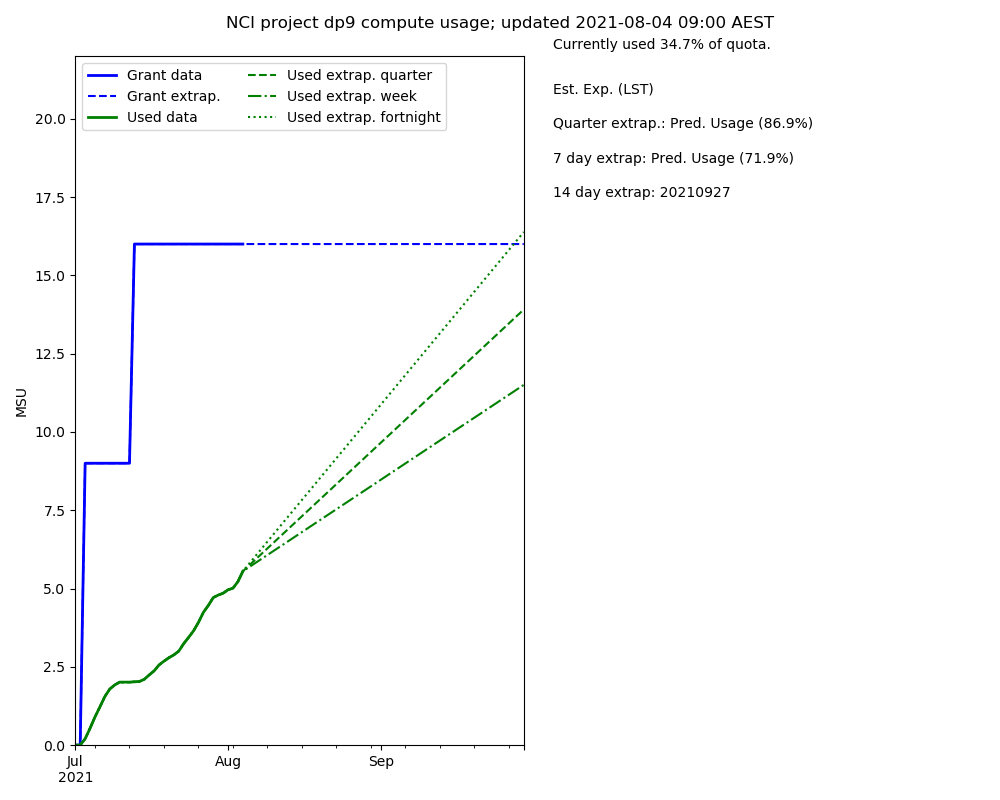 NCI project dp9 compute usage; updated 2021-08-04 09:00 AEST
Currently used 34.7% of quota.
Est. Exp. (LST)
Quarter extrap.: Pred. Usage (86.9%)
7 day extrap: Pred. Usage (71.9%)
14 day extrap: 20210927
Grant data
Grant extrap.
Used data
Used extrap. quarter
Used extrap. week
Used extrap. fortnight
MSU
20.0
17.5
15.0
12.5
10.0
7.5
5.0
2.5
0.0
Jul
2021
Aug
Sep